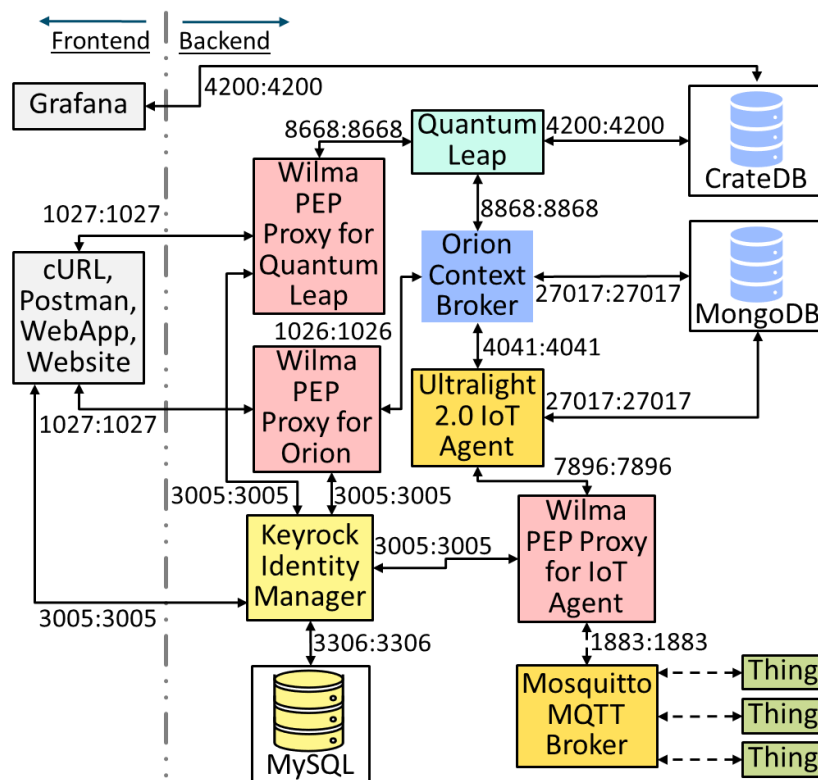 Frontend
Backend
Grafana
4200:4200
8668:8668
Quantum
Leap
4200:4200
CrateDB
Wilma
PEP
Proxy for
Quantum
Leap
1027:1027
8868:8868
cURL,
Postman,
WebApp,
Website
Orion
Context
Broker
27017:27017
MongoDB
1026:1026
4041:4041
Wilma
PEP
Proxy for
Orion
1027:1027
Ultralight
2.0 IoT
Agent
27017:27017
7896:7896
3005:3005
3005:3005
Keyrock
Identity
Manager
3005:3005
Wilma
PEP Proxy
for IoT
Agent
3005:3005
3306:3306
1883:1883
MySQL
Mosquitto
MQTT
Broker
Thing
Thing
Thing